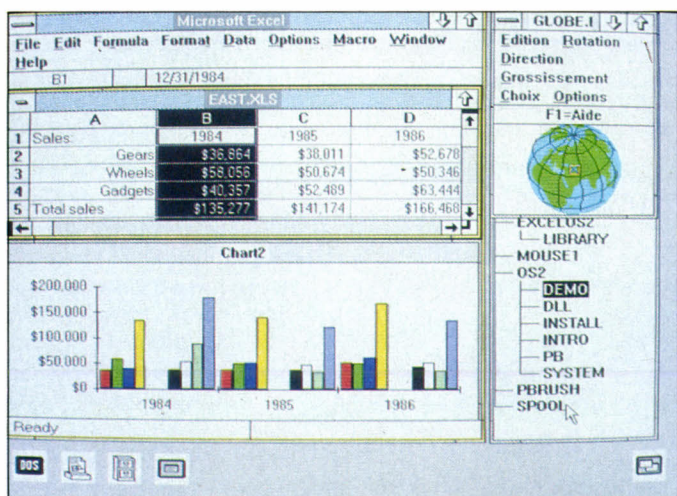 Microsoft Excel
File Edit Formula Format Data Options Macro Window
Help
B1 12/31/1984
EAST.XLS
A B C D
1 Sales: 1984 1985 1986
2 Gears $36,864 $38,011 $52,678
3 Wheels $58,056 $50,674 $50,346
4 Gadgets $40,357 $52,489 $63,444
5 Total sales $135,277 $141,174 $166,468
Chart2
$200,000
$150,000
$100,000
$50,000
$0
1984 1985 1986
Ready
DOS
GLOBE.
Edition Rotation
Direction
Grossissement
Choix Options
F1=Aide
EXCELOS2
LIBRARY
MOUSE1
OS2
DEMO
DLL
INSTALL
INTRO
PB
SYSTEM
PBRUSH
SPOOL